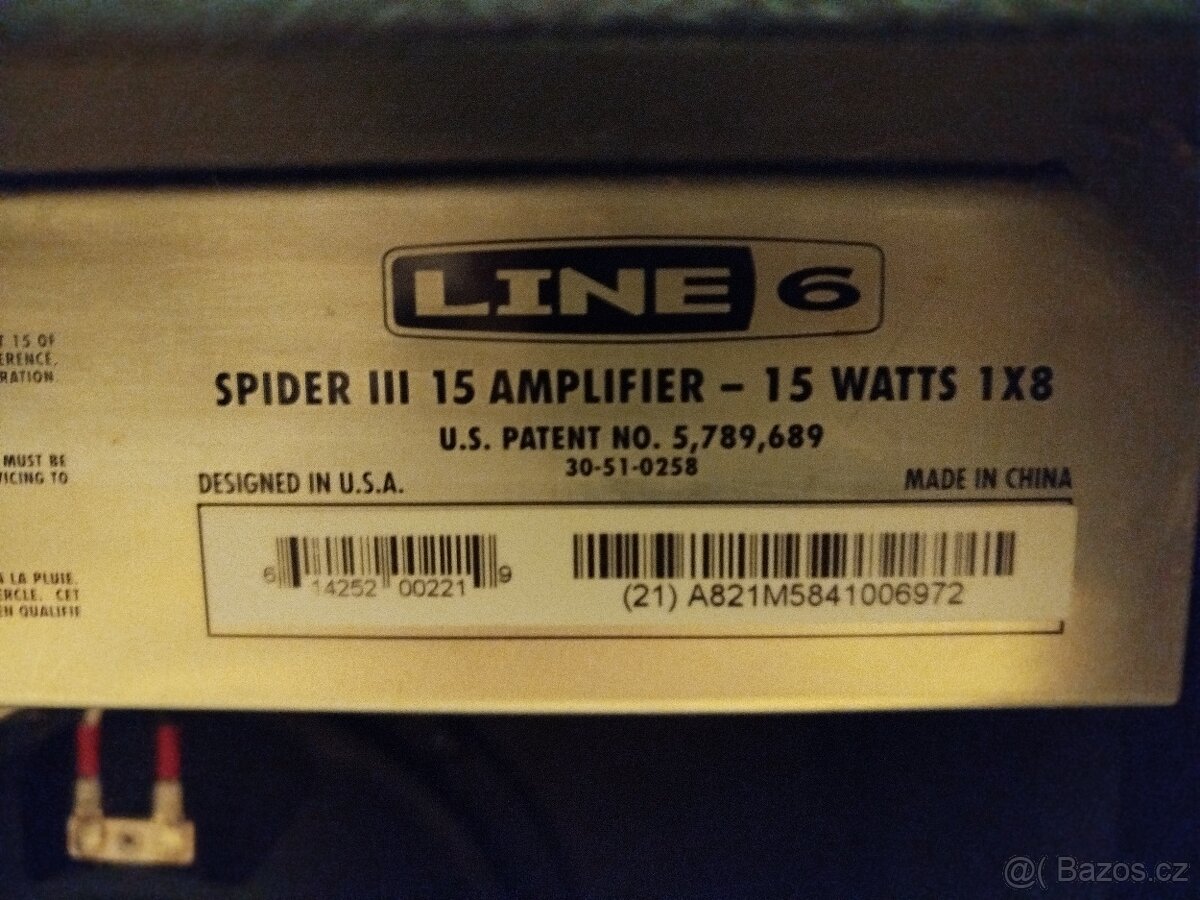 LINE 6
SPIDER III 15 AMPLIFIER – 15 WATTS 1X8
U.S. PATENT NO. 5,789,689
30-51-0258
DESIGNED IN U.S.A.
MADE IN CHINA
6 14252 00221 9
(21) A821M5841006972
T 15 OF
ERENCE,
RATION.
MUST BE
VICING TO
A LA PLUIE.
ERCLE. CET
EN QUALIFIE
@( Bazos.cz